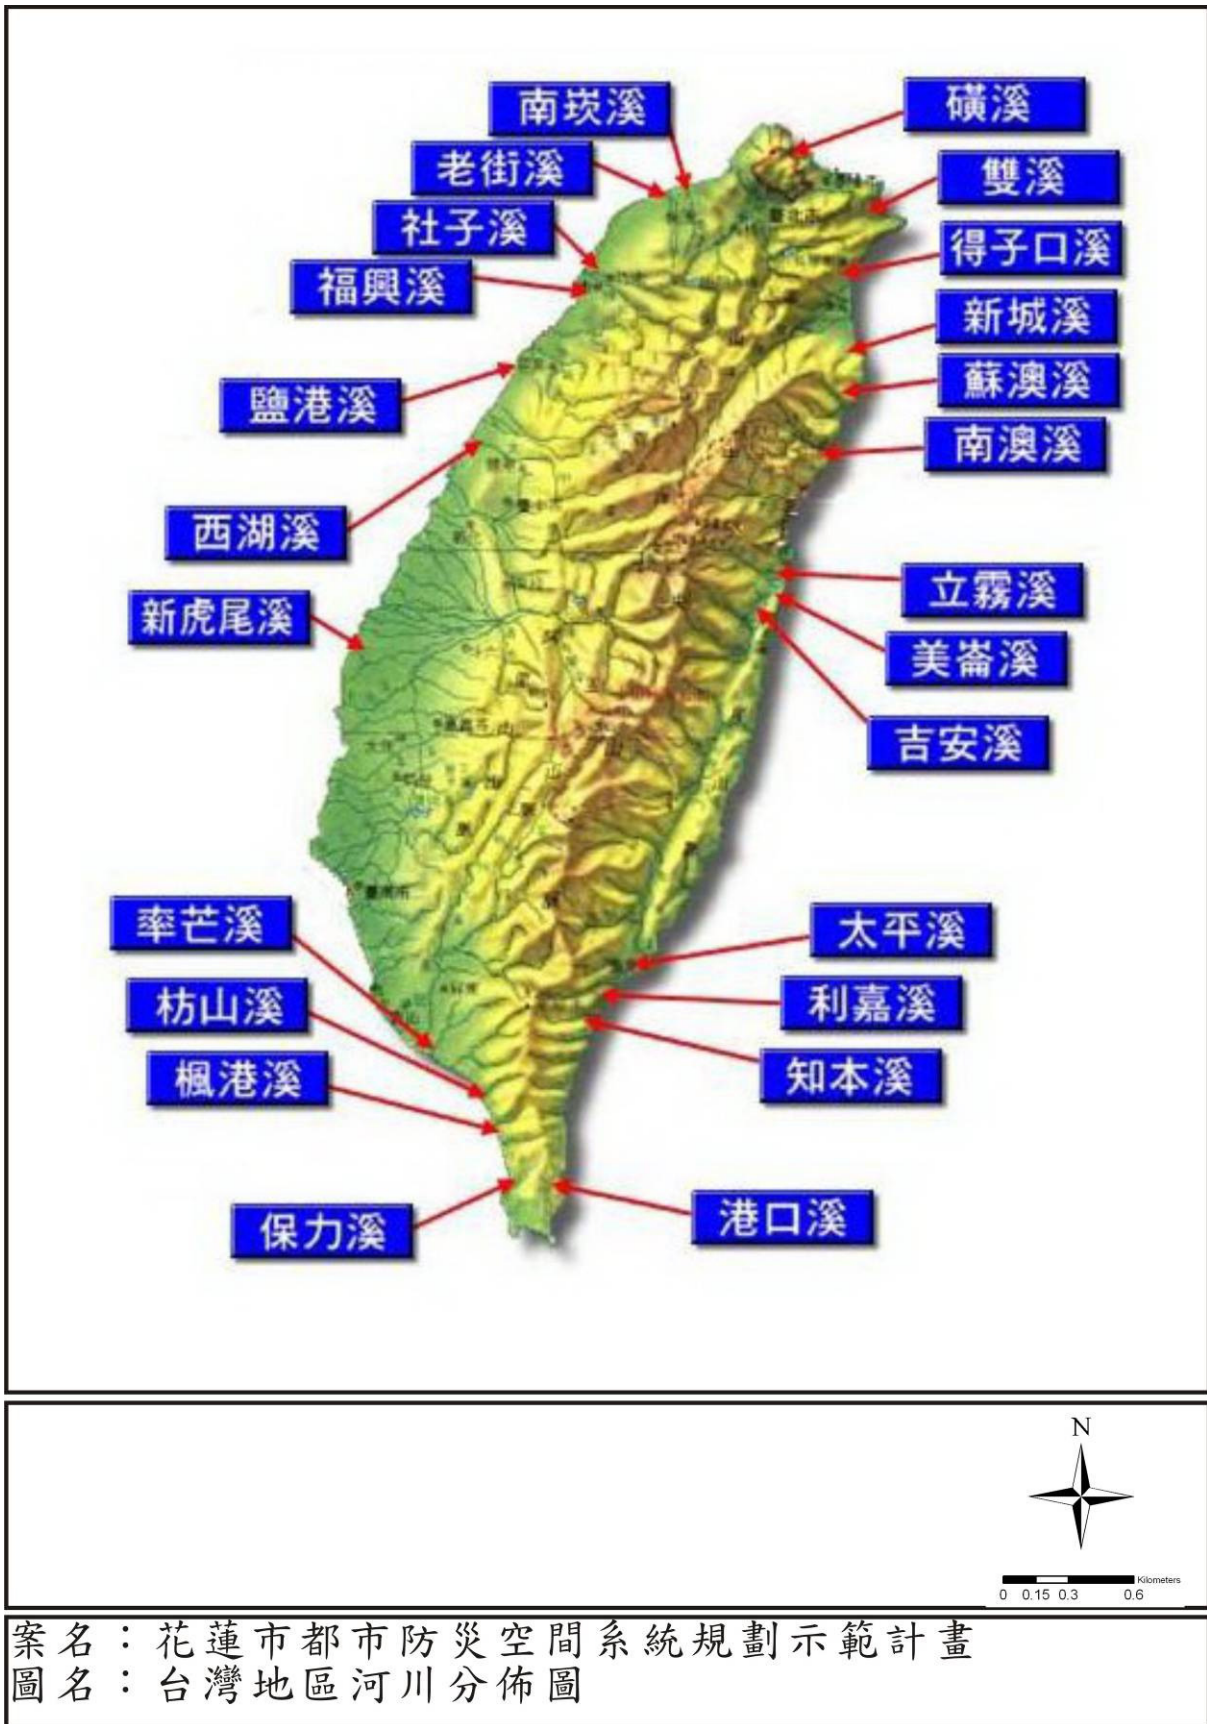 南崁溪
磺溪
老街溪
雙溪
社子溪
得子口溪
福興溪
新城溪
鹽港溪
蘇澳溪
南澳溪
西湖溪
立霧溪
新虎尾溪
美崙溪
吉安溪
率芒溪
太平溪
枋山溪
利嘉溪
楓港溪
知本溪
保力溪
港口溪
N
Kilometers
0 0.15 0.3 0.6
案名：花蓮市都市防災空間系統規劃示範計畫
圖名：台灣地區河川分佈圖